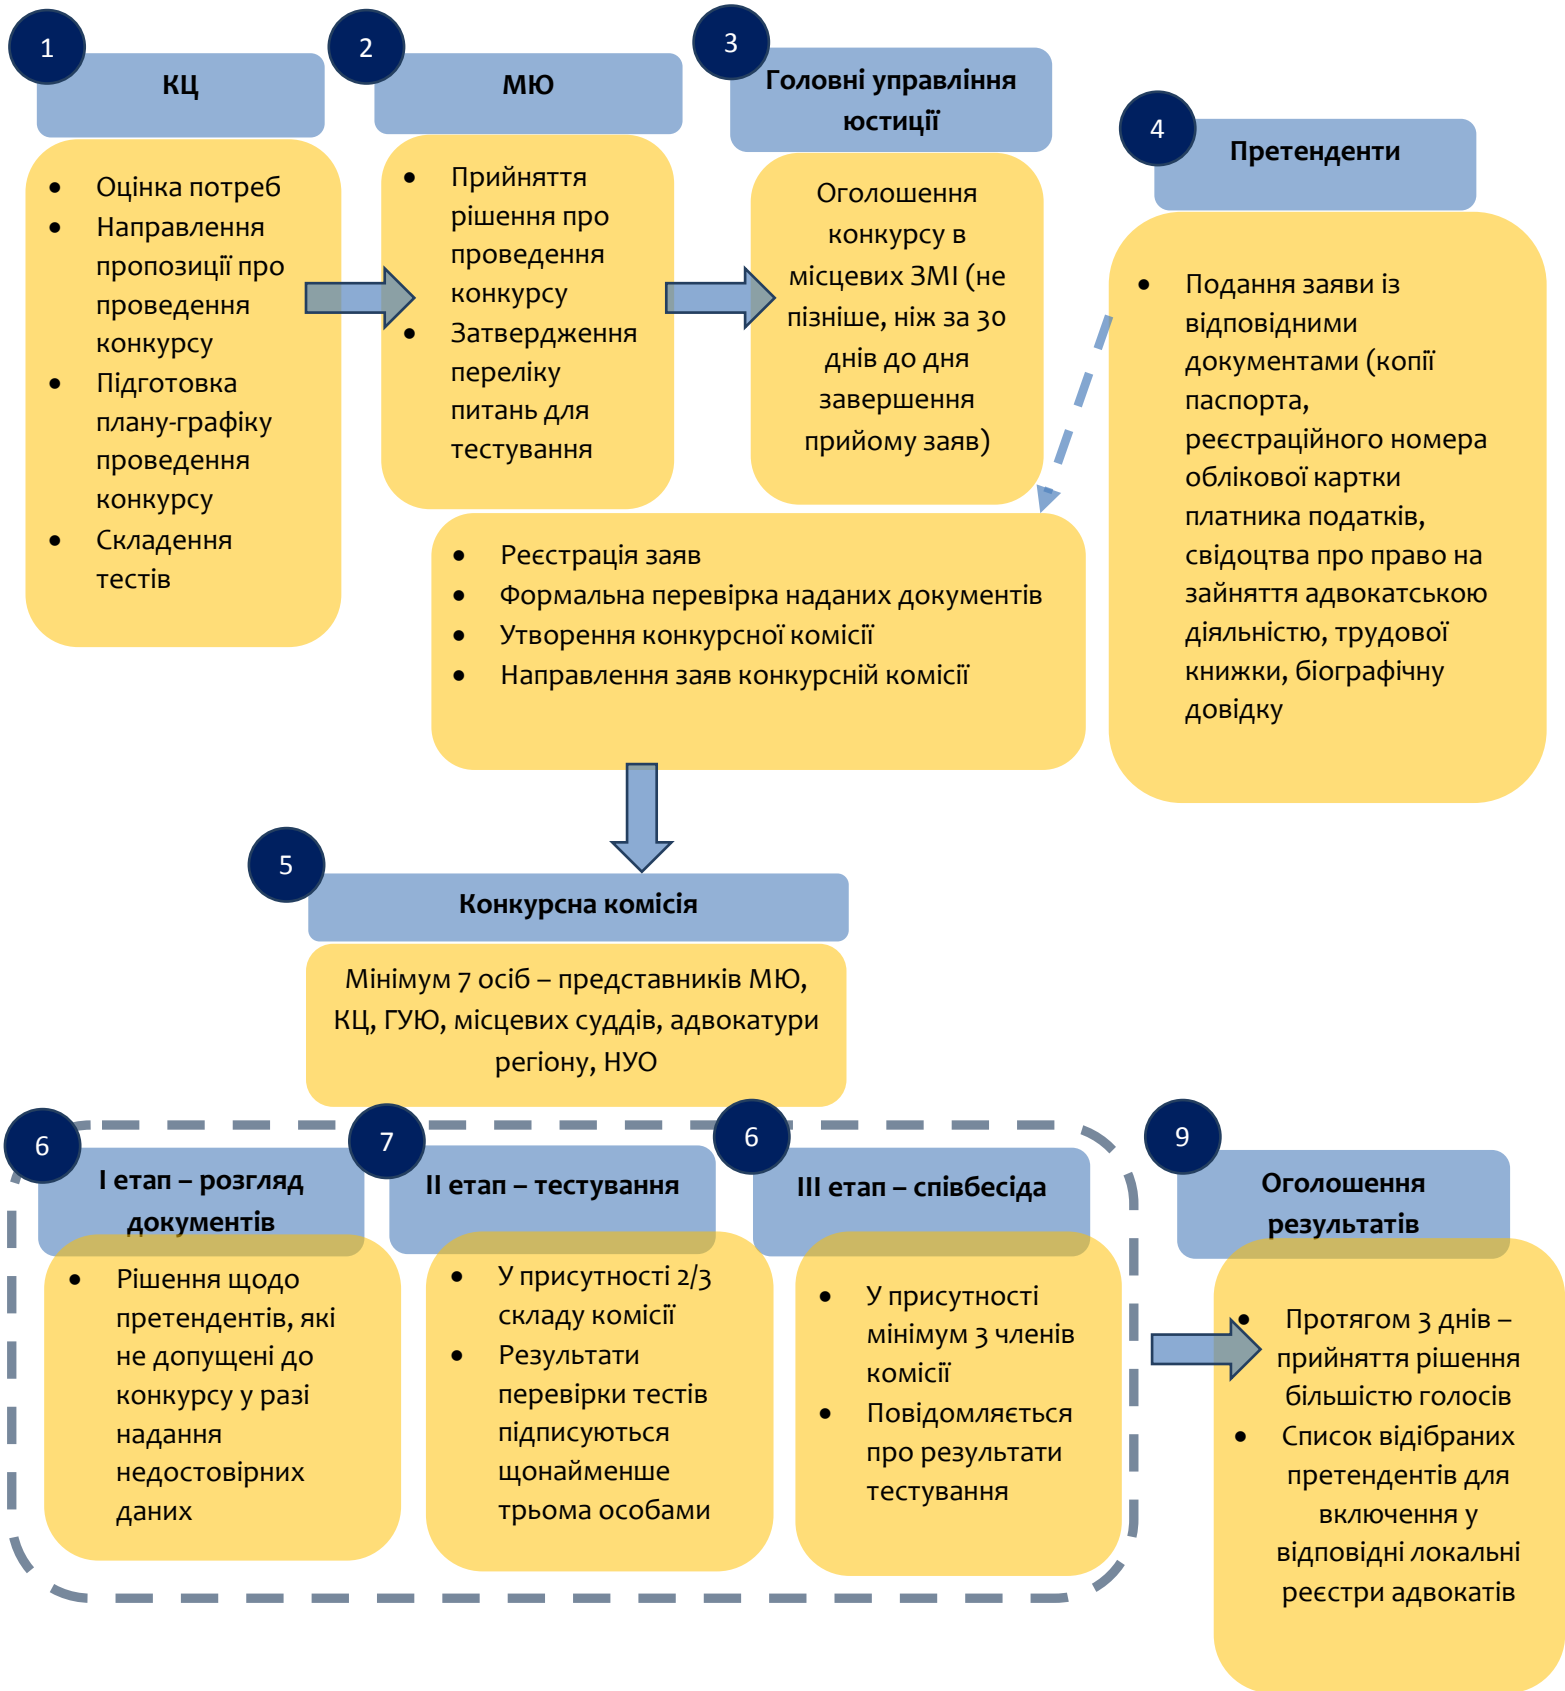 1
КЦ
• Оцінка потреб
• Направлення
пропозиції про
проведення
конкурсу
• Підготовка
плану-графіку
проведення
конкурсу
• Складення
тестів
2
МЮ
• Прийняття
рішення про
проведення
конкурсу
• Затвердження
переліку
питань для
тестування
3
Головні управління
юстиції
Оголошення
конкурсу в
місцевих ЗМІ (не
пізніше, ніж за 30
днів до дня
завершення
прийому заяв)
4
Претенденти
• Подання заяви із
відповідними
документами (копії
паспорта,
реєстраційного номера
облікової картки
платника податків,
свідоцтва про право на
зайняття адвокатською
діяльністю, трудової
книжки, біографічну
довідку
• Реєстрація заяв
• Формальна перевірка наданих документів
• Утворення конкурсної комісії
• Направлення заяв конкурсній комісії
5
Конкурсна комісія
Мінімум 7 осіб – представників МЮ,
КЦ, ГУЮ, місцевих суддів, адвокатури
регіону, НУО
6
І етап – розгляд
документів
• Рішення щодо
претендентів, які
не допущені до
конкурсу у разі
надання
недостовірних
даних
7
ІІ етап – тестування
• У присутності 2/3
складу комісії
• Результати
перевірки тестів
підписуються
щонайменше
трьома особами
6
ІІІ етап – співбесіда
• У присутності
мінімум 3 членів
комісії
• Повідомляється
про результати
тестування
9
Оголошення
результатів
• Протягом 3 днів –
прийняття рішення
більшістю голосів
• Список відібраних
претендентів для
включення у
відповідні локальні
реєстри адвокатів